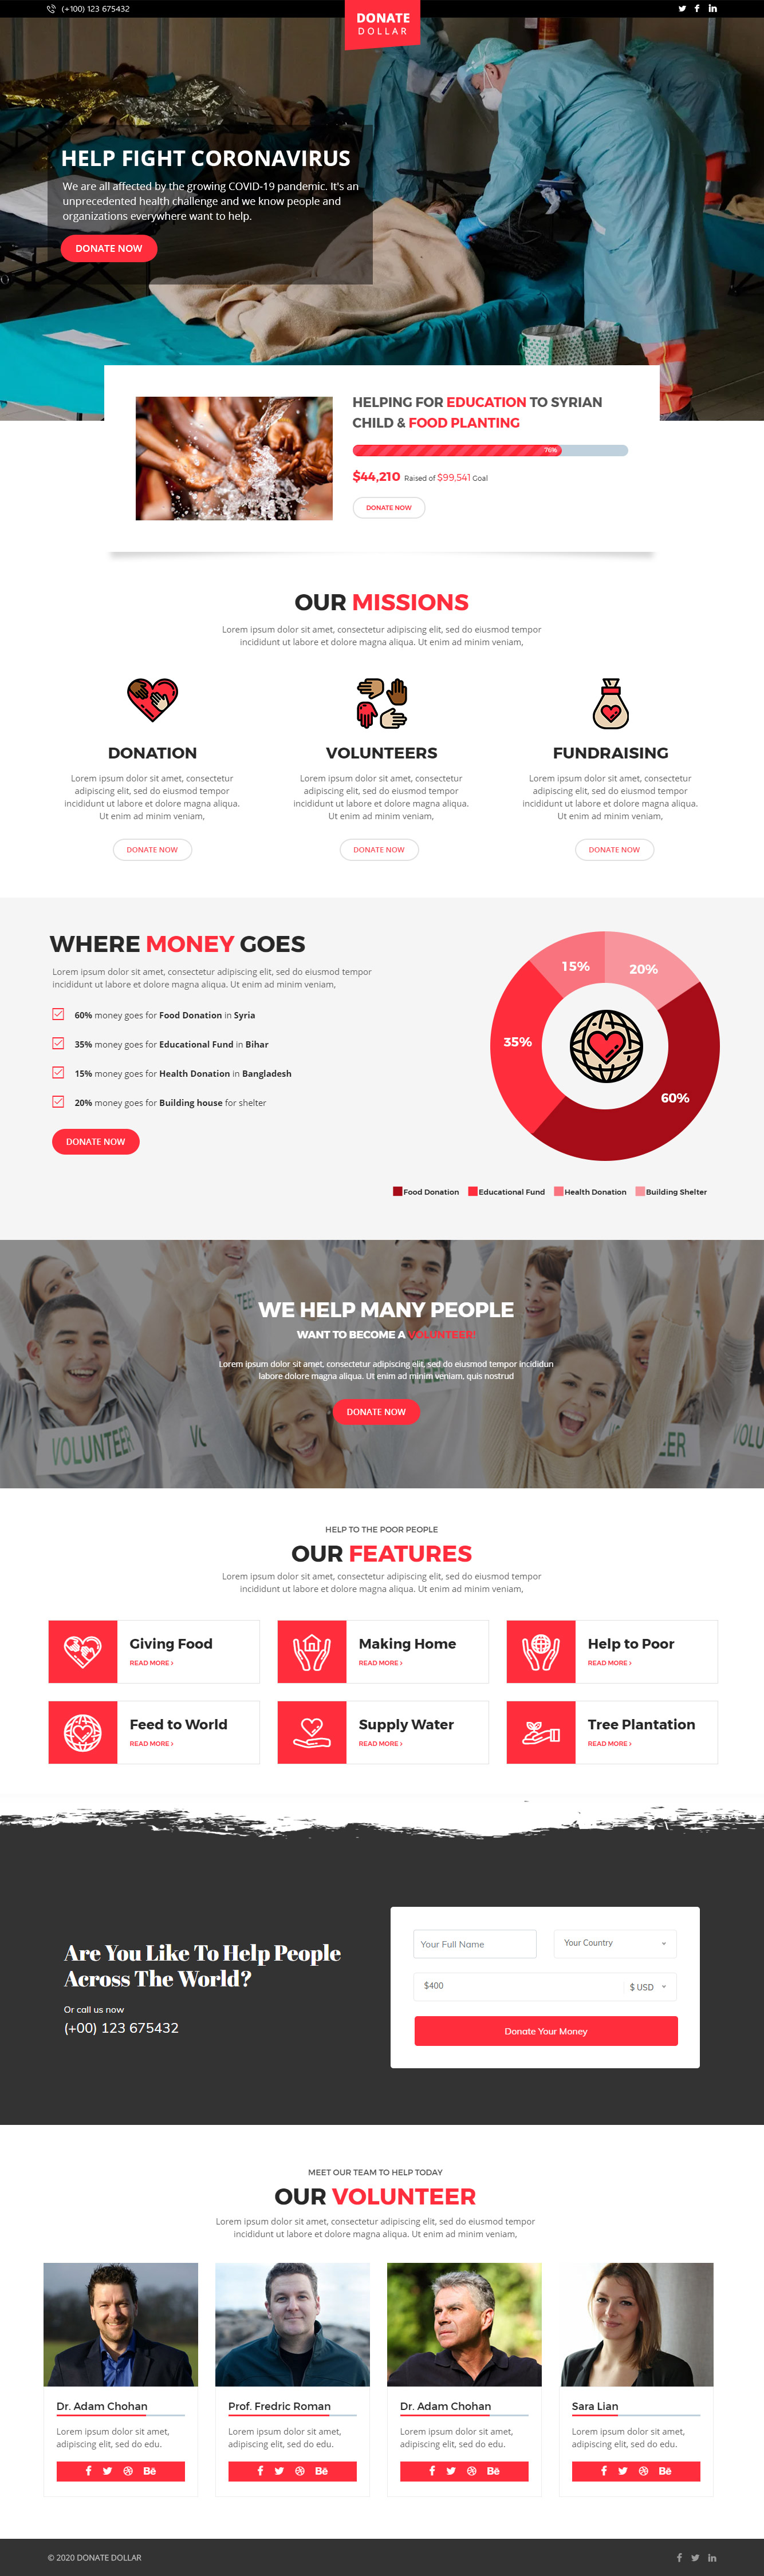 (+100) 123 675432
DONATE
DOLLAR
HELP FIGHT CORONAVIRUS
We are all affected by the growing COVID-19 pandemic. It's an
unprecedented health challenge and we know people and
organizations everywhere want to help.
DONATE NOW
HELPING FOR EDUCATION TO SYRIAN
CHILD & FOOD PLANTING
76%
$44,210 Raised of $99,541 Goal
DONATE NOW
OUR MISSIONS
Lorem ipsum dolor sit amet, consectetur adipiscing elit, sed do eiusmod tempor
incididunt ut labore et dolore magna aliqua. Ut enim ad minim veniam,
DONATION
Lorem ipsum dolor sit amet, consectetur
adipiscing elit, sed do eiusmod tempor
incididunt ut labore et dolore magna aliqua.
Ut enim ad minim veniam,
DONATE NOW
VOLUNTEERS
Lorem ipsum dolor sit amet, consectetur
adipiscing elit, sed do eiusmod tempor
incididunt ut labore et dolore magna aliqua.
Ut enim ad minim veniam,
DONATE NOW
FUNDRAISING
Lorem ipsum dolor sit amet, consectetur
adipiscing elit, sed do eiusmod tempor
incididunt ut labore et dolore magna aliqua.
Ut enim ad minim veniam,
DONATE NOW
WHERE MONEY GOES
Lorem ipsum dolor sit amet, consectetur adipiscing elit, sed do eiusmod tempor
incididunt ut labore et dolore magna aliqua. Ut enim ad minim veniam,
60% money goes for Food Donation in Syria
35% money goes for Educational Fund in Bihar
15% money goes for Health Donation in Bangladesh
20% money goes for Building house for shelter
DONATE NOW
15%
20%
35%
60%
Food Donation
Educational Fund
Health Donation
Building Shelter
WE HELP MANY PEOPLE
WANT TO BECOME A VOLUNTEER!
Lorem ipsum dolor sit amet, consectetur adipiscing elit, sed do eiusmod tempor incididun
labore dolore magna aliqua. Ut enim ad minim veniam, quis nostrud
DONATE NOW
VOLUNTEER
HELP TO THE POOR PEOPLE
OUR FEATURES
Lorem ipsum dolor sit amet, consectetur adipiscing elit, sed do eiusmod tempor
incididunt ut labore et dolore magna aliqua. Ut enim ad minim veniam,
Giving Food
READ MORE >
Making Home
READ MORE >
Help to Poor
READ MORE >
Feed to World
READ MORE >
Supply Water
READ MORE >
Tree Plantation
READ MORE >
Are You Like To Help People
Across The World?
Or call us now
(+00) 123 675432
Your Full Name
Your Country
$400
$ USD
Donate Your Money
MEET OUR TEAM TO HELP TODAY
OUR VOLUNTEER
Lorem ipsum dolor sit amet, consectetur adipiscing elit, sed do eiusmod tempor
incididunt ut labore et dolore magna aliqua. Ut enim ad minim veniam,
Dr. Adam Chohan
Lorem ipsum dolor sit amet,
adipiscing elit, sed do edu.
Prof. Fredric Roman
Lorem ipsum dolor sit amet,
adipiscing elit, sed do edu.
Dr. Adam Chohan
Lorem ipsum dolor sit amet,
adipiscing elit, sed do edu.
Sara Lian
Lorem ipsum dolor sit amet,
adipiscing elit, sed do edu.
© 2020 DONATE DOLLAR